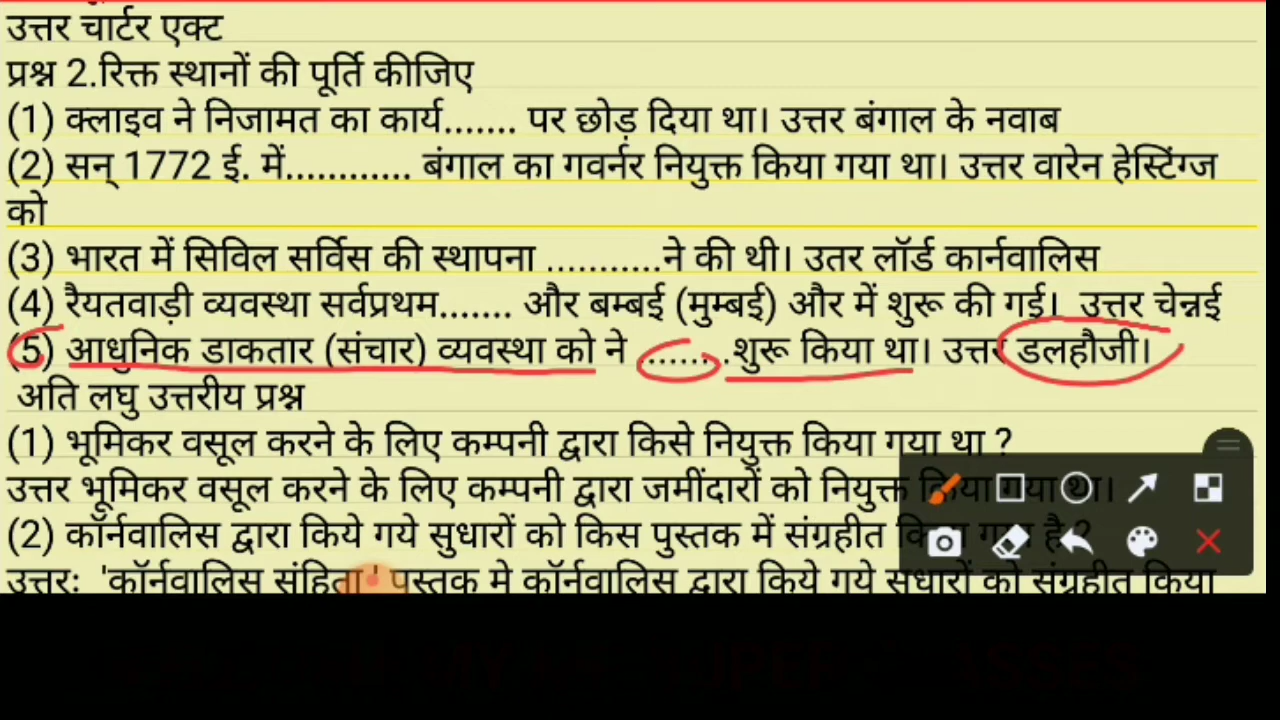 उत्तर चार्टर एक्ट
प्रश्न 2.रिक्त स्थानों की पूर्ति कीजिए
(1) क्लाइव ने निजामत का कार्य....... पर छोड़ दिया था। उत्तर बंगाल के नवाब
(2) सन् 1772 ई. में............ बंगाल का गवर्नर नियुक्त किया गया था। उत्तर वारेन हेस्टिंग्ज
को
(3) भारत में सिविल सर्विस की स्थापना ...........ने की थी। उतर लॉर्ड कार्नवालिस
(4) रैयतवाड़ी व्यवस्था सर्वप्रथम....... और बम्बई (मुम्बई) और में शुरू की गई। उत्तर चेन्नई
(5) आधुनिक डाकतार (संचार) व्यवस्था को ने .........शुरू किया था। उत्तर डलहौजी।
अति लघु उत्तरीय प्रश्न
(1) भूमिकर वसूल करने के लिए कम्पनी द्वारा किसे नियुक्त किया गया था ?
उत्तर भूमिकर वसूल करने के लिए कम्पनी द्वारा जमींदारों को नियुक्त किया गया था।
(2) कॉर्नवालिस द्वारा किये गये सुधारों को किस पुस्तक में संग्रहीत किया गया है ?
उत्तरः 'कॉर्नवालिस संहिता' पुस्तक मे कॉर्नवालिस द्वारा किये गये सुधारों को संग्रहीत किया